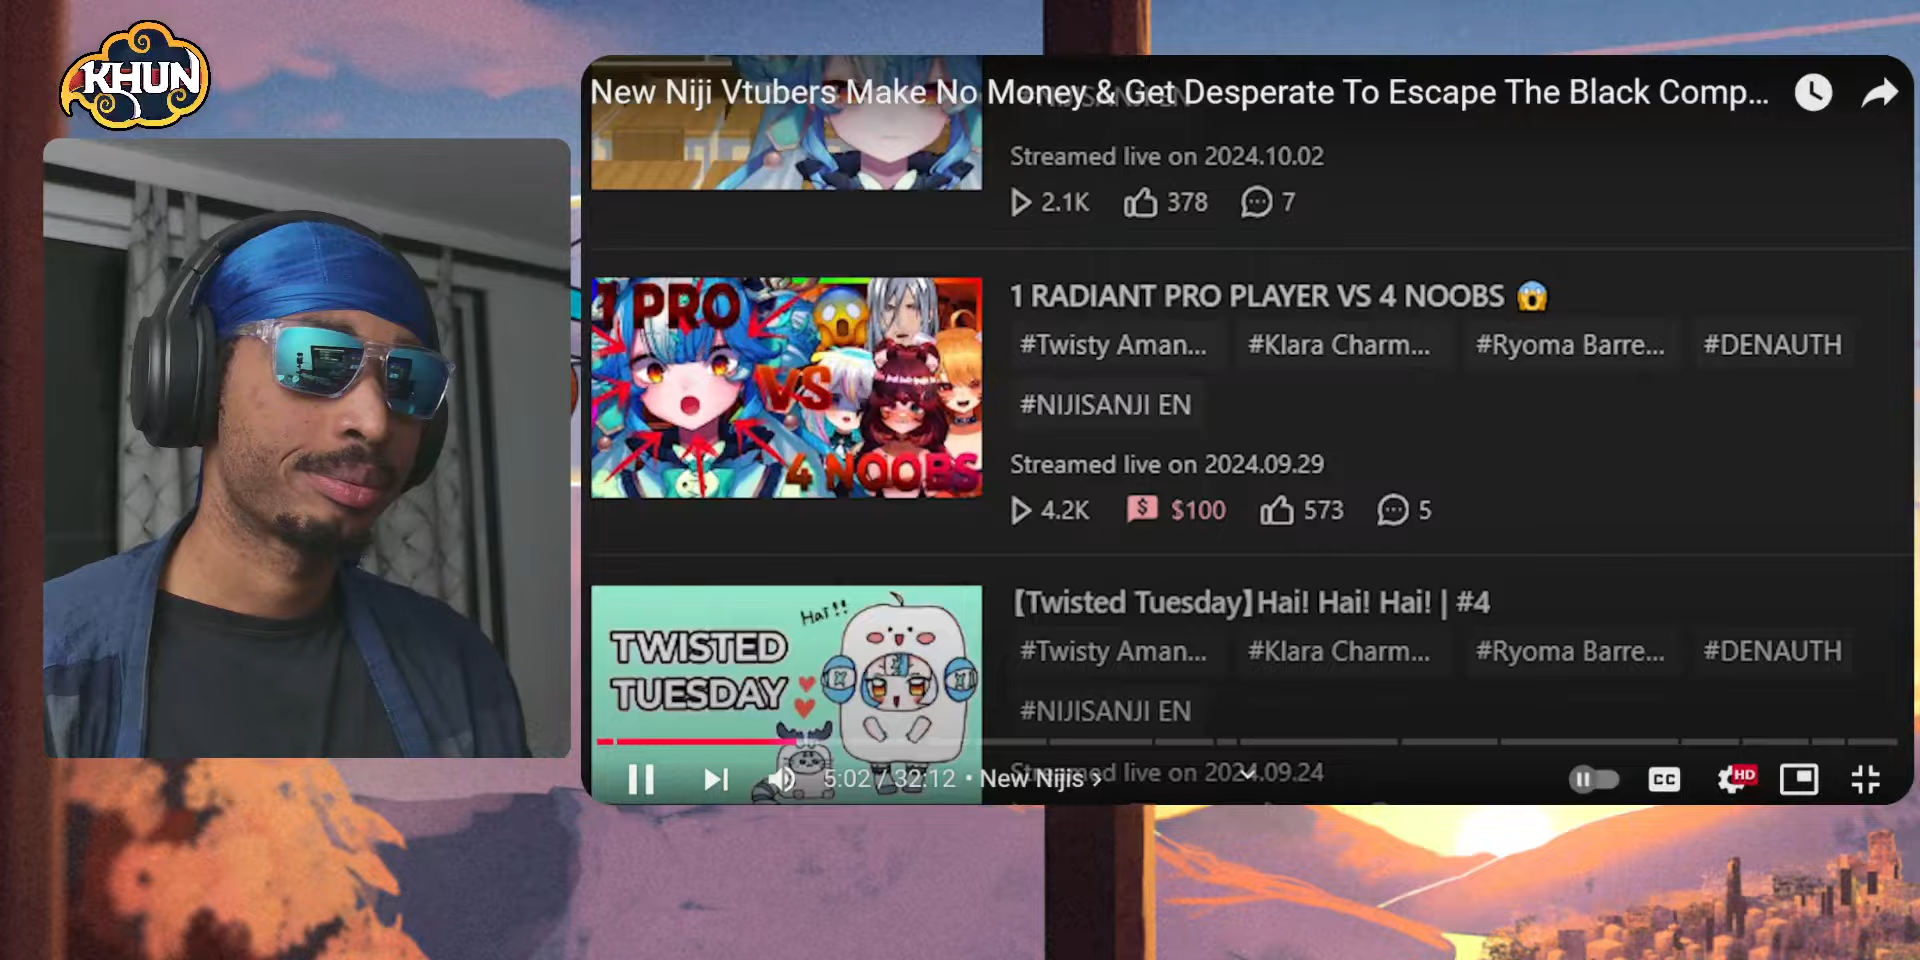 KHUN
New Niji Vtubers Make No Money & Get Desperate To Escape The Black Comp...
Streamed live on 2024.10.02
2.1K 378 7
1 PRO
VS
4 NOOBS
1 RADIANT PRO PLAYER VS 4 NOOBS 😱
#Twisty Aman... #Klara Charm... #Ryoma Barre... #DENAUTH
#NIJISANJI EN
Streamed live on 2024.09.29
4.2K $100 573 5
HAI!!
TWISTED
TUESDAY
【Twisted Tuesday】Hai! Hai! Hai! | #4
#Twisty Aman... #Klara Charm... #Ryoma Barre... #DENAUTH
#NIJISANJI EN
Streamed live on 2024.09.24
5:02 / 32:12 • New Nijis ›
CC HD